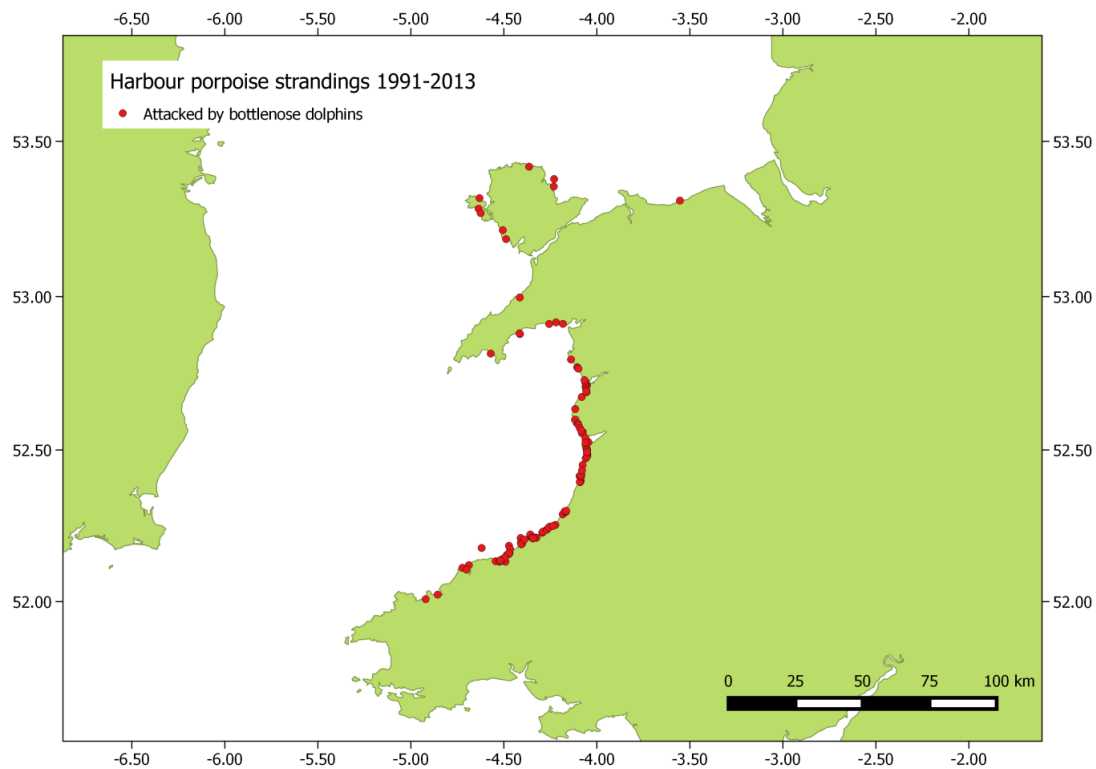 -6.50 -6.00 -5.50 -5.00 -4.50 -4.00 -3.50 -3.00 -2.50 -2.00
Harbour porpoise strandings 1991-2013
Attacked by bottlenose dolphins
53.50 53.50
53.00 53.00
52.50 52.50
52.00 52.00
0 25 50 75 100 km
-6.50 -6.00 -5.50 -5.00 -4.50 -4.00 -3.50 -3.00 -2.50 -2.00